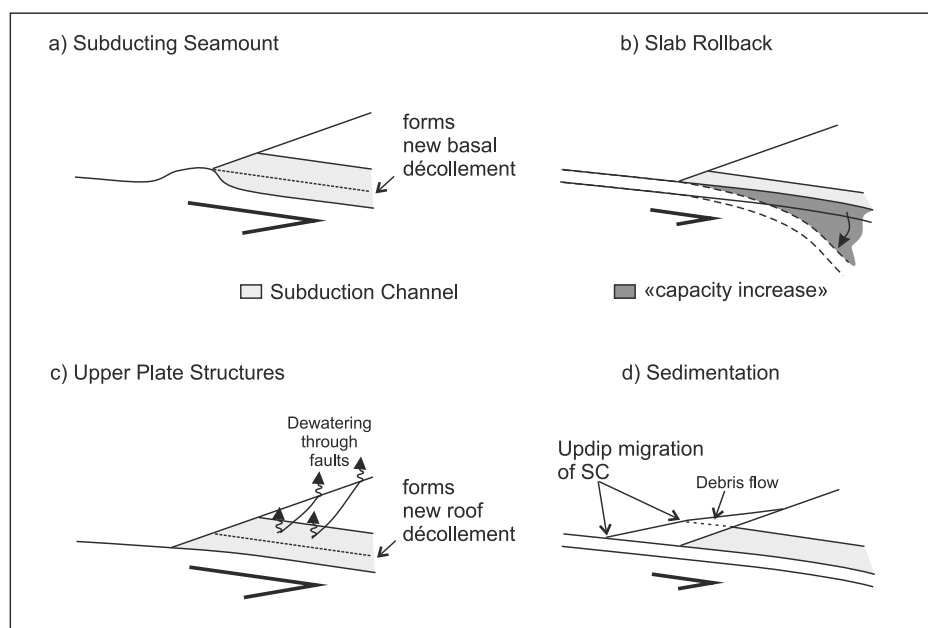 a) Subducting Seamount
b) Slab Rollback
forms
new basal
décollement
Subduction Channel
«capacity increase»
c) Upper Plate Structures
d) Sedimentation
Dewatering
through
faults
forms
new roof
décollement
Updip migration
of SC
Debris flow